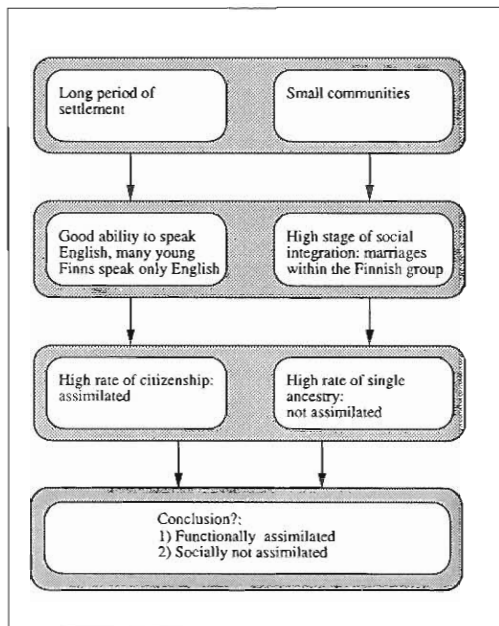 Long period of
settlement
Small communities
Good ability to speak
English, many young
Finns speak only English
High stage of social
integration: marriages
within the Finnish group
High rate of citizenship:
assimilated
High rate of single
ancestry:
not assimilated
Conclusion?:
1) Functionally assimilated
2) Socially not assimilated